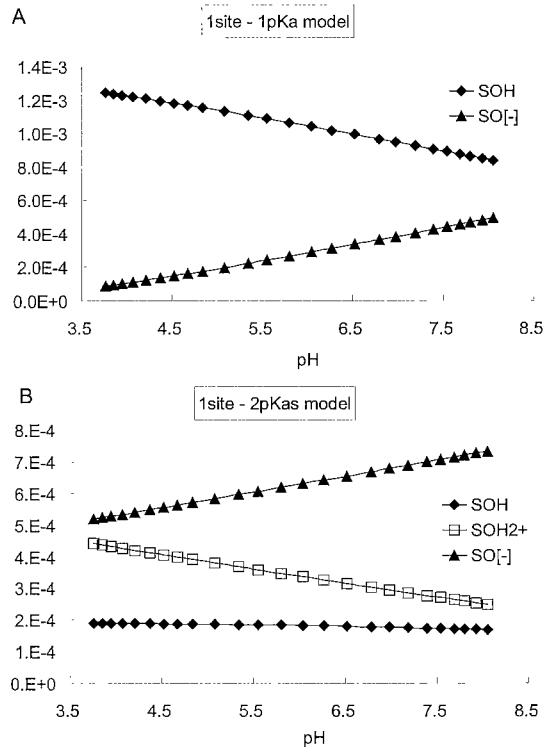 A
1site - 1pKa model
1.4E-3
1.2E-3
1.0E-3
8.0E-4
6.0E-4
4.0E-4
2.0E-4
0.0E+0
SOH
SO[-]
3.5 4.5 5.5 6.5 7.5 8.5
pH
B
1site - 2pKas model
8.E-4
7.E-4
6.E-4
5.E-4
4.E-4
3.E-4
2.E-4
1.E-4
0.E+0
SOH
SOH2+
SO[-]
3.5 4.5 5.5 6.5 7.5 8.5
pH